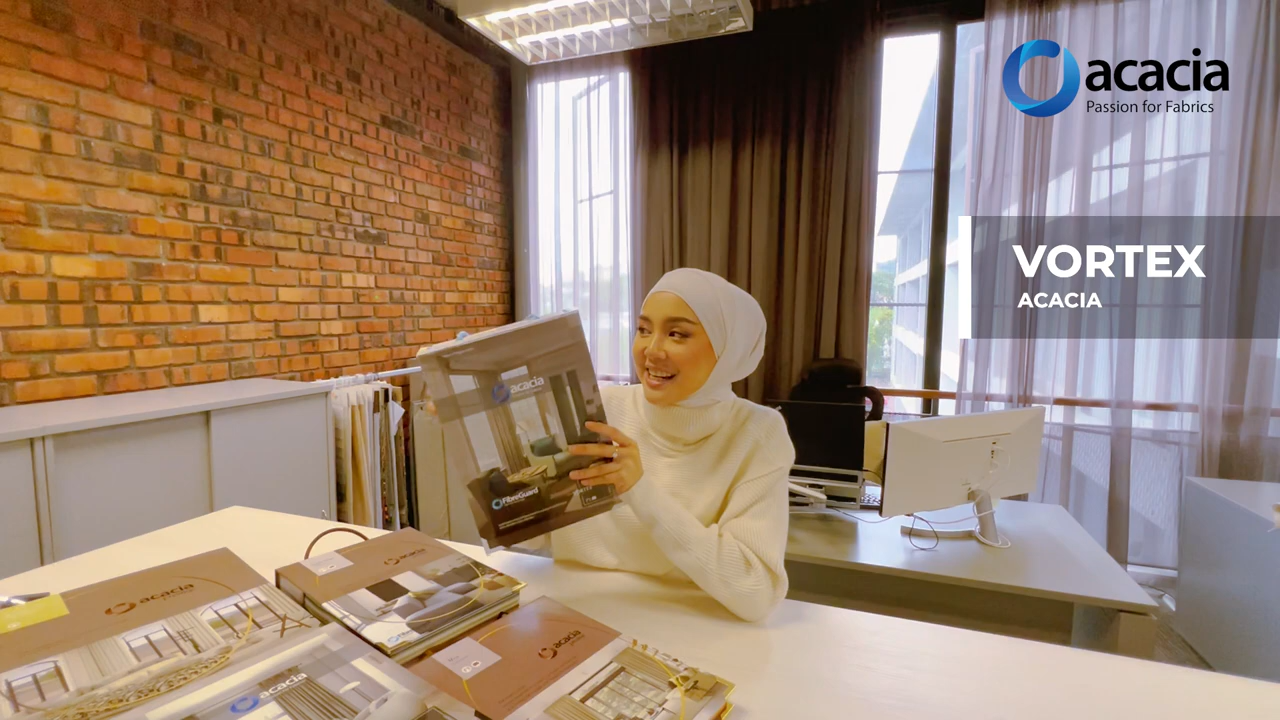 acacia
Passion for Fabrics
VORTEX
ACACIA
acacia
FibreGuard
acacia
acacia
acacia
acacia